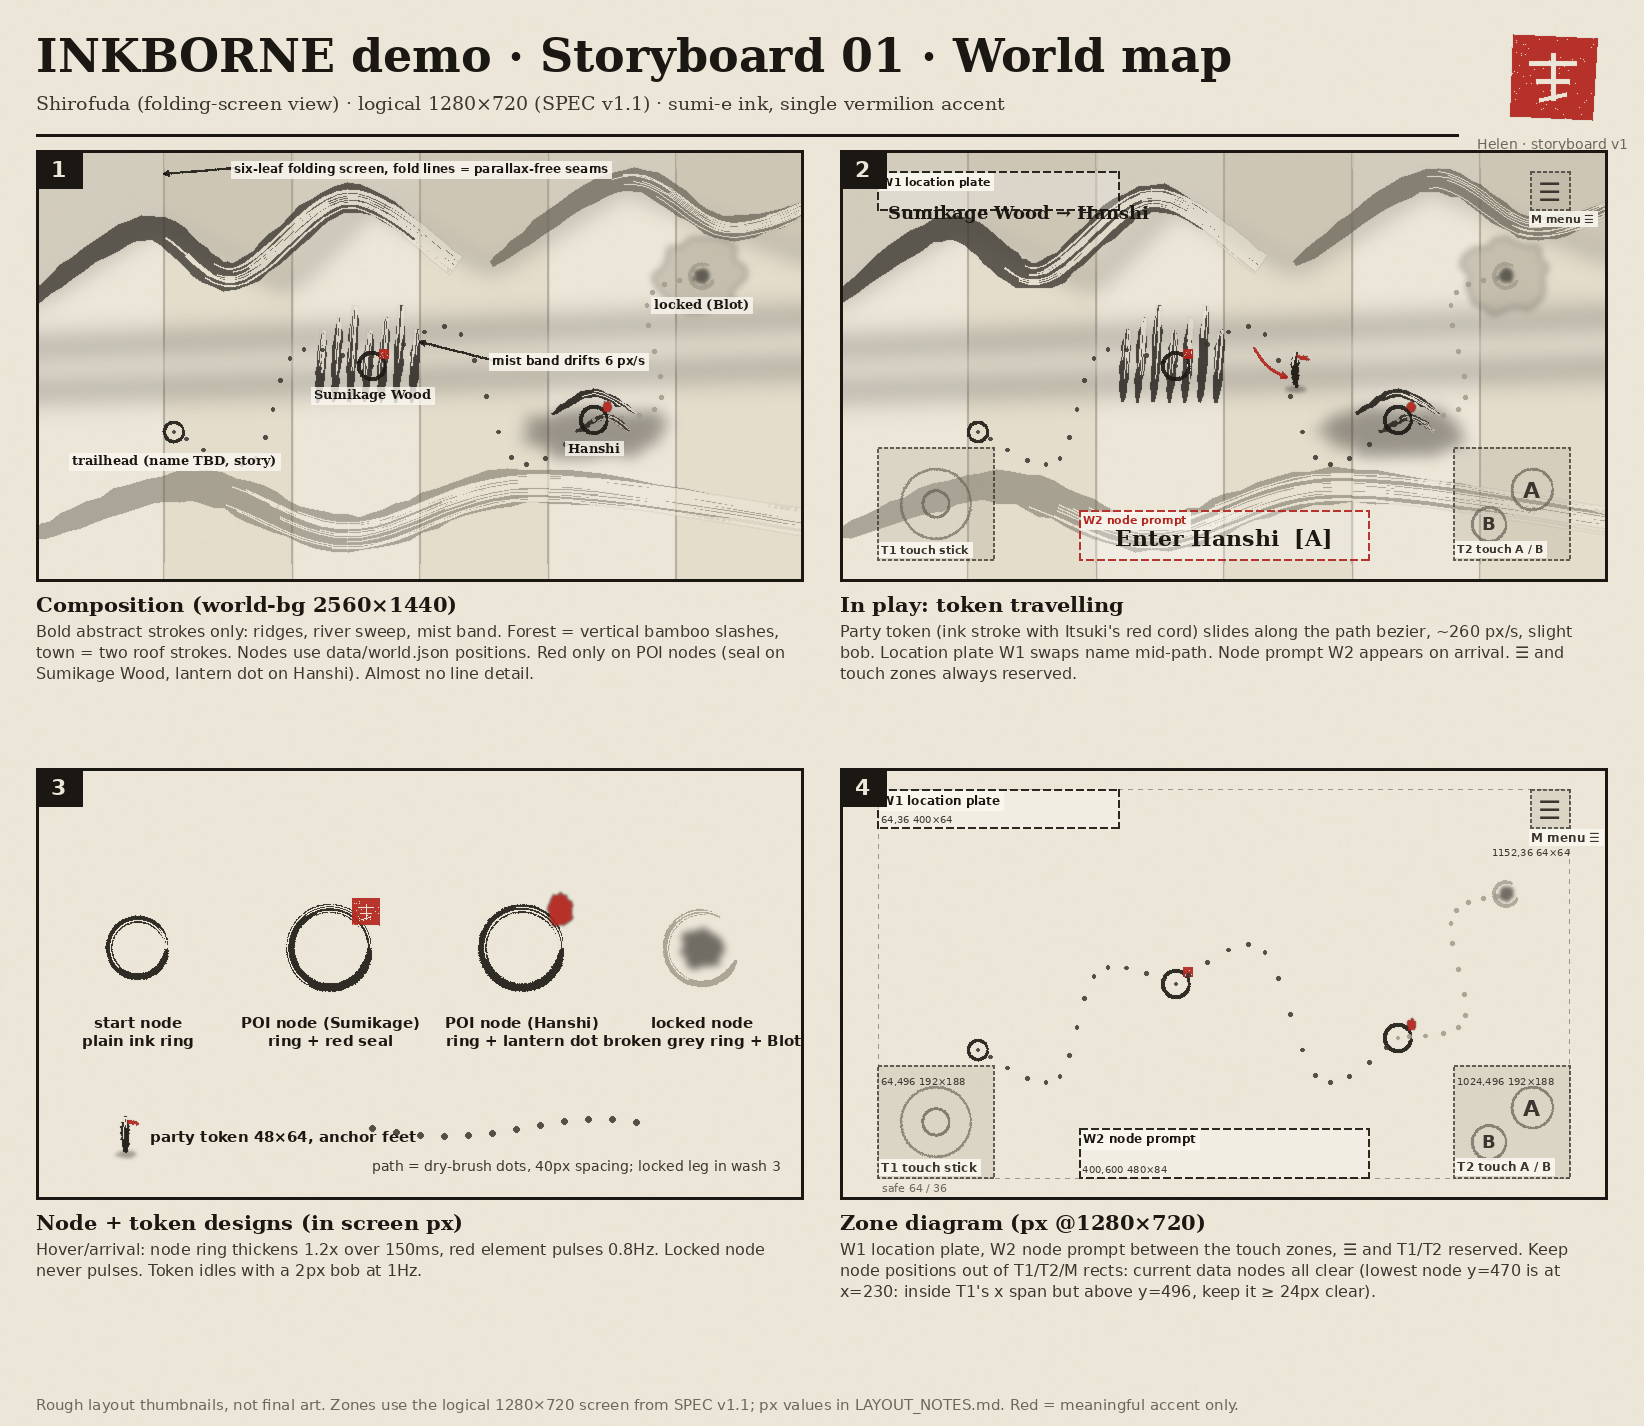 INKBORNE demo · Storyboard 01 · World map
Shirofuda (folding-screen view) · logical 1280×720 (SPEC v1.1) · sumi-e ink, single vermilion accent
Helen · storyboard v1
1
six-leaf folding screen, fold lines = parallax-free seams
locked (Blot)
mist band drifts 6 px/s
Sumikage Wood
Hanshi
trailhead (name TBD, story)
2
W1 location plate
Sumikage Wood → Hanshi
☰
M menu ☰
A
B
W2 node prompt
Enter Hanshi [A]
T1 touch stick
T2 touch A / B
Composition (world-bg 2560×1440)
Bold abstract strokes only: ridges, river sweep, mist band. Forest = vertical bamboo slashes,
town = two roof strokes. Nodes use data/world.json positions. Red only on POI nodes (seal on
Sumikage Wood, lantern dot on Hanshi). Almost no line detail.
In play: token travelling
Party token (ink stroke with Itsuki's red cord) slides along the path bezier, ~260 px/s, slight
bob. Location plate W1 swaps name mid-path. Node prompt W2 appears on arrival. ☰ and
touch zones always reserved.
3
start node
plain ink ring
POI node (Sumikage)
ring + red seal
POI node (Hanshi)
ring + lantern dot
locked node
broken grey ring + Blot
party token 48×64, anchor feet
path = dry-brush dots, 40px spacing; locked leg in wash 3
4
W1 location plate
64,36 400×64
☰
M menu ☰
1152,36 64×64
64,496 192×188
T1 touch stick
1024,496 192×188
A
B
T2 touch A / B
W2 node prompt
400,600 480×84
safe 64 / 36
Node + token designs (in screen px)
Hover/arrival: node ring thickens 1.2x over 150ms, red element pulses 0.8Hz. Locked node
never pulses. Token idles with a 2px bob at 1Hz.
Zone diagram (px @1280×720)
W1 location plate, W2 node prompt between the touch zones, ☰ and T1/T2 reserved. Keep
node positions out of T1/T2/M rects: current data nodes all clear (lowest node y=470 is at
x=230: inside T1's x span but above y=496, keep it ≥ 24px clear).
Rough layout thumbnails, not final art. Zones use the logical 1280×720 screen from SPEC v1.1; px values in LAYOUT_NOTES.md. Red = meaningful accent only.